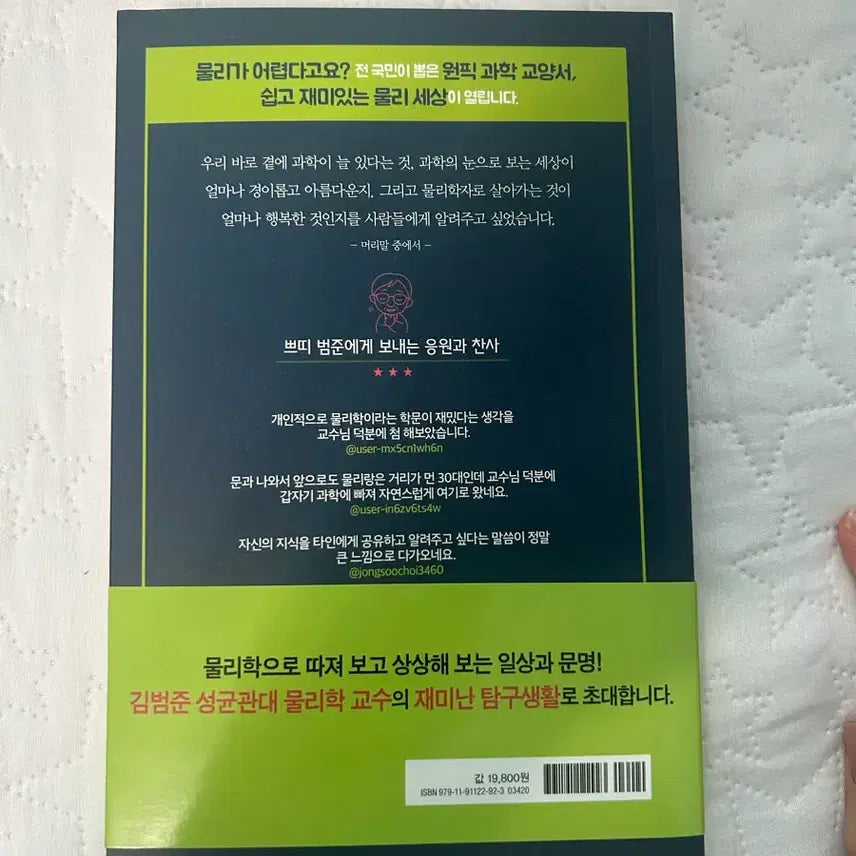 물리가 어렵다고요? 전 국민이 뽑은 원픽 과학 교양서,
쉽고 재미있는 물리 세상이 열립니다.
우리 바로 곁에 과학이 늘 있다는 것, 과학의 눈으로 보는 세상이
얼마나 경이롭고 아름다운지, 그리고 물리학자로 살아가는 것이
얼마나 행복한 것인지를 사람들에게 알려주고 싶었습니다.
– 머리말 중에서 –
쁘띠 범준에게 보내는 응원과 찬사
★★★
개인적으로 물리학이라는 학문이 재밌다는 생각을
교수님 덕분에 첨 해보았습니다.
@user-mx5cn1wh6n
문과 나와서 앞으로도 물리랑은 거리가 먼 30대인데 교수님 덕분에
갑자기 과학에 빠져 자연스럽게 여기로 왔네요.
@user-in6zv6ts4w
자신의 지식을 타인에게 공유하고 알려주고 싶다는 말씀이 정말
큰 느낌으로 다가오네요.
@jongsoochoi3460
물리학으로 따져 보고 상상해 보는 일상과 문명!
김범준 성균관대 물리학 교수의 재미난 탐구생활로 초대합니다.
값 19,800원
ISBN 979-11-91122-92-3 03420